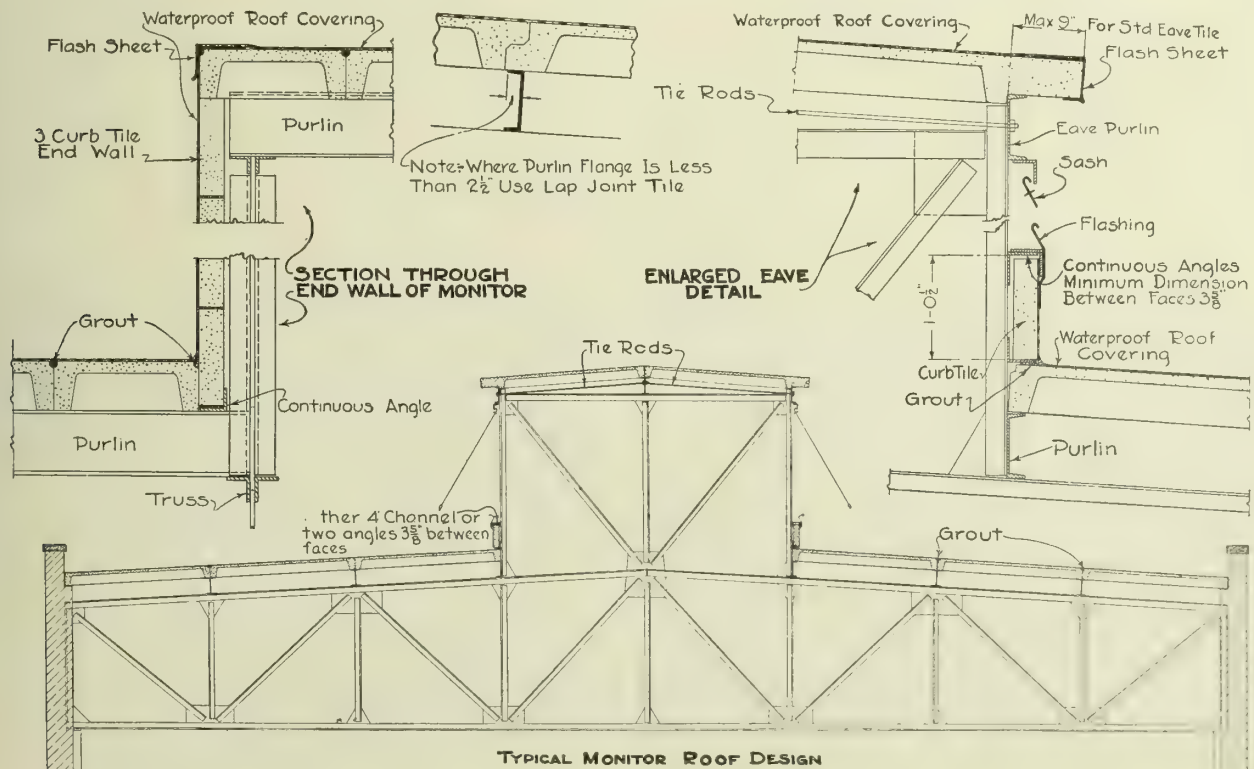 Waterproof Roof Covering
Flash Sheet
3 Curb Tile
End Wall
Purlin
Note:-Where Purlin Flange Is Less
Than 2½" Use Lap Joint Tile
SECTION THROUGH
END WALL OF MONITOR
Grout
Continuous Angle
Purlin
Truss
Waterproof Roof Covering
Max 9" For Std Eave Tile
Flash Sheet
Tie Rods
Eave Purlin
Sash
Flashing
ENLARGED EAVE
DETAIL
1-0½"
Continuous Angles
Minimum Dimension
Between Faces 3⅝"
Waterproof Roof
Covering
Curb Tile
Grout
Purlin
Tie Rods
ther 4" Channel or
two angles 3⅝" between
faces
Grout
TYPICAL MONITOR ROOF DESIGN